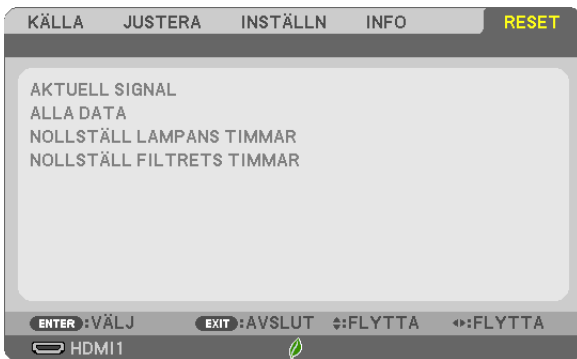 KÄLLA JUSTERA INSTÄLLN INFO RESET
AKTUELL SIGNAL
ALLA DATA
NOLLSTÄLL LAMPANS TIMMAR
NOLLSTÄLL FILTRETS TIMMAR
ENTER :VÄLJ EXIT :AVSLUT :FLYTTA :FLYTTA
HDMI1